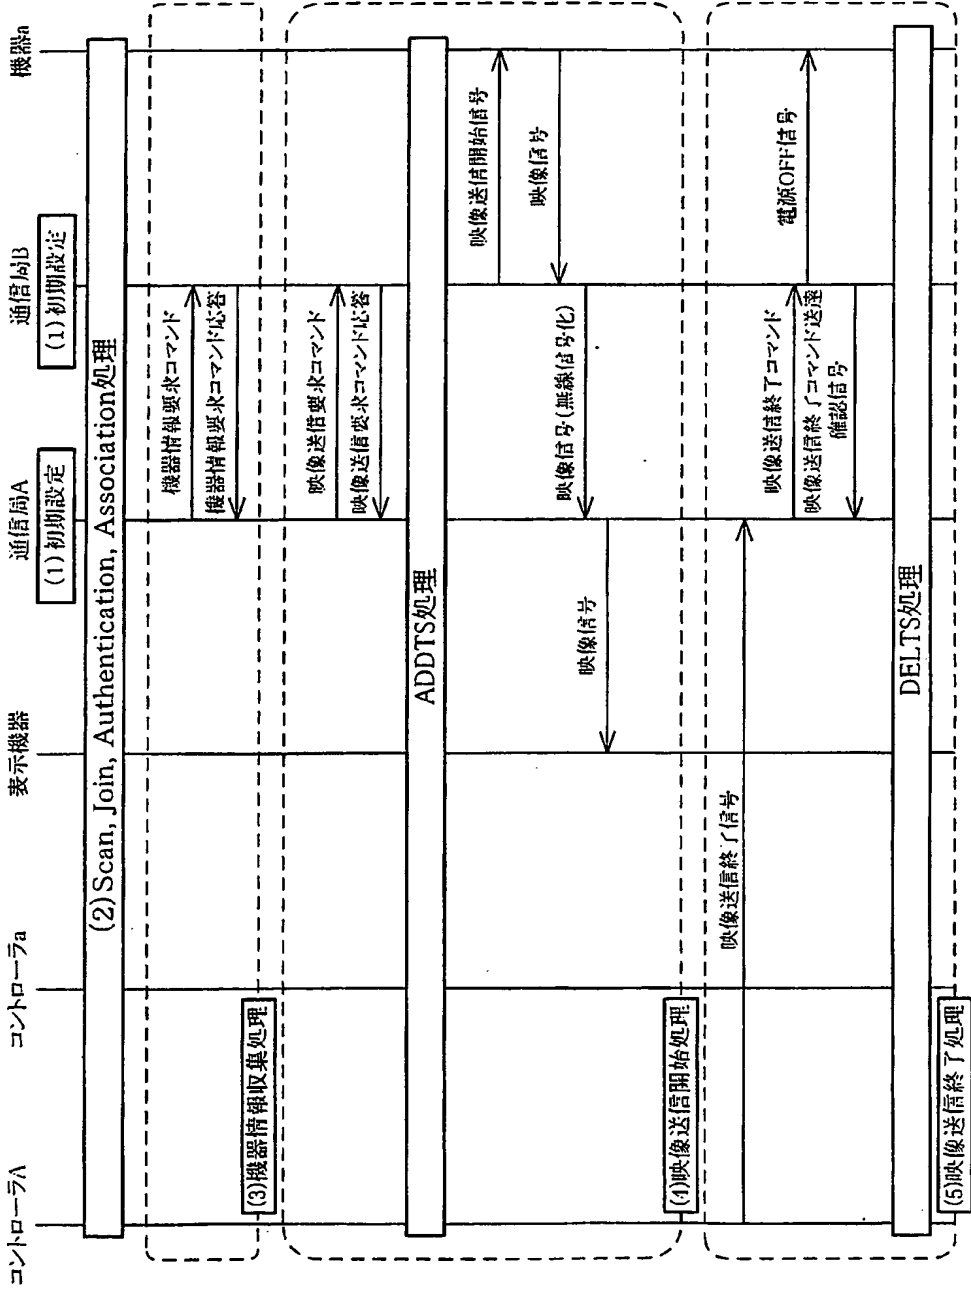 コントローラA
コントローラa
表示機器
通信局A
通信局B
機器a
(1)初期設定
(1)初期設定
(2)Scan, Join, Authentication, Association処理
機器情報要求コマンド
機器情報要求コマンド応答
(3)機器情報収集処理
映像送信要求コマンド
映像送信要求コマンド応答
ADDTS処理
映像送信開始信号
映像信号
映像信号(無線信号化)
映像信号
(4)映像送信開始処理
映像送信終了信号
映像送信終了コマンド
電源OFF信号
映像送信終了コマンド送達
確認信号
DELTS処理
(5)映像送信終了処理